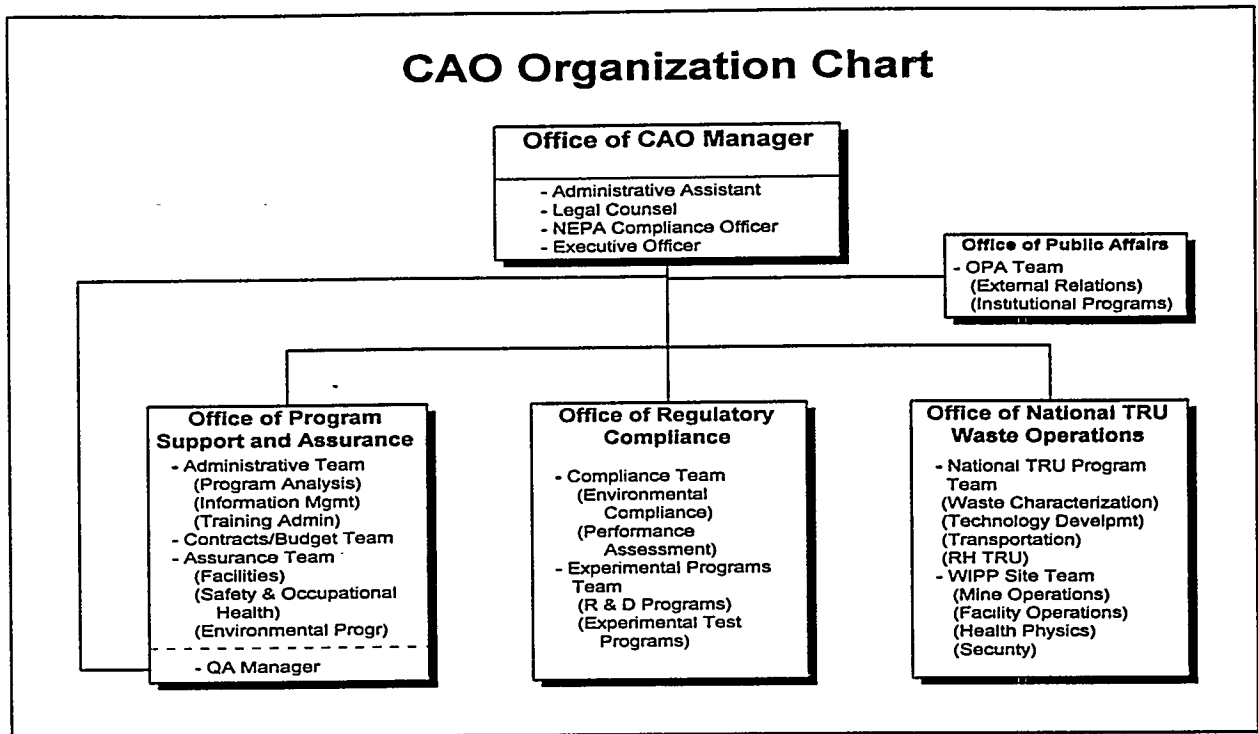 CAO Organization Chart
Office of CAO Manager
- Administrative Assistant
- Legal Counsel
- NEPA Compliance Officer
- Executive Officer
Office of Public Affairs
- OPA Team
(External Relations)
(Institutional Programs)
Office of Program
Support and Assurance
- Administrative Team
(Program Analysis)
(Information Mgmt)
(Training Admin)
- Contracts/Budget Team
- Assurance Team
(Facilities)
(Safety & Occupational
Health)
(Environmental Progr)
- QA Manager
Office of Regulatory
Compliance
- Compliance Team
(Environmental
Compliance)
(Performance
Assessment)
- Experimental Programs
Team
(R & D Programs)
(Experimental Test
Programs)
Office of National TRU
Waste Operations
- National TRU Program
Team
(Waste Characterization)
(Technology Develpmt)
(Transportation)
(RH TRU)
- WIPP Site Team
(Mine Operations)
(Facility Operations)
(Health Physics)
(Security)